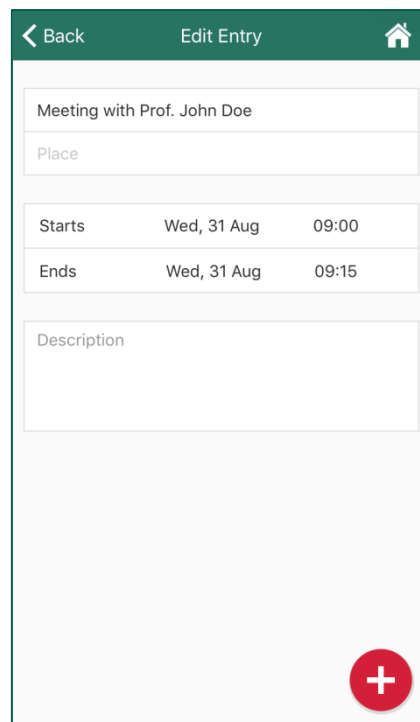 Back Edit Entry
Meeting with Prof. John Doe
Place
Starts Wed, 31 Aug 09:00
Ends Wed, 31 Aug 09:15
Description